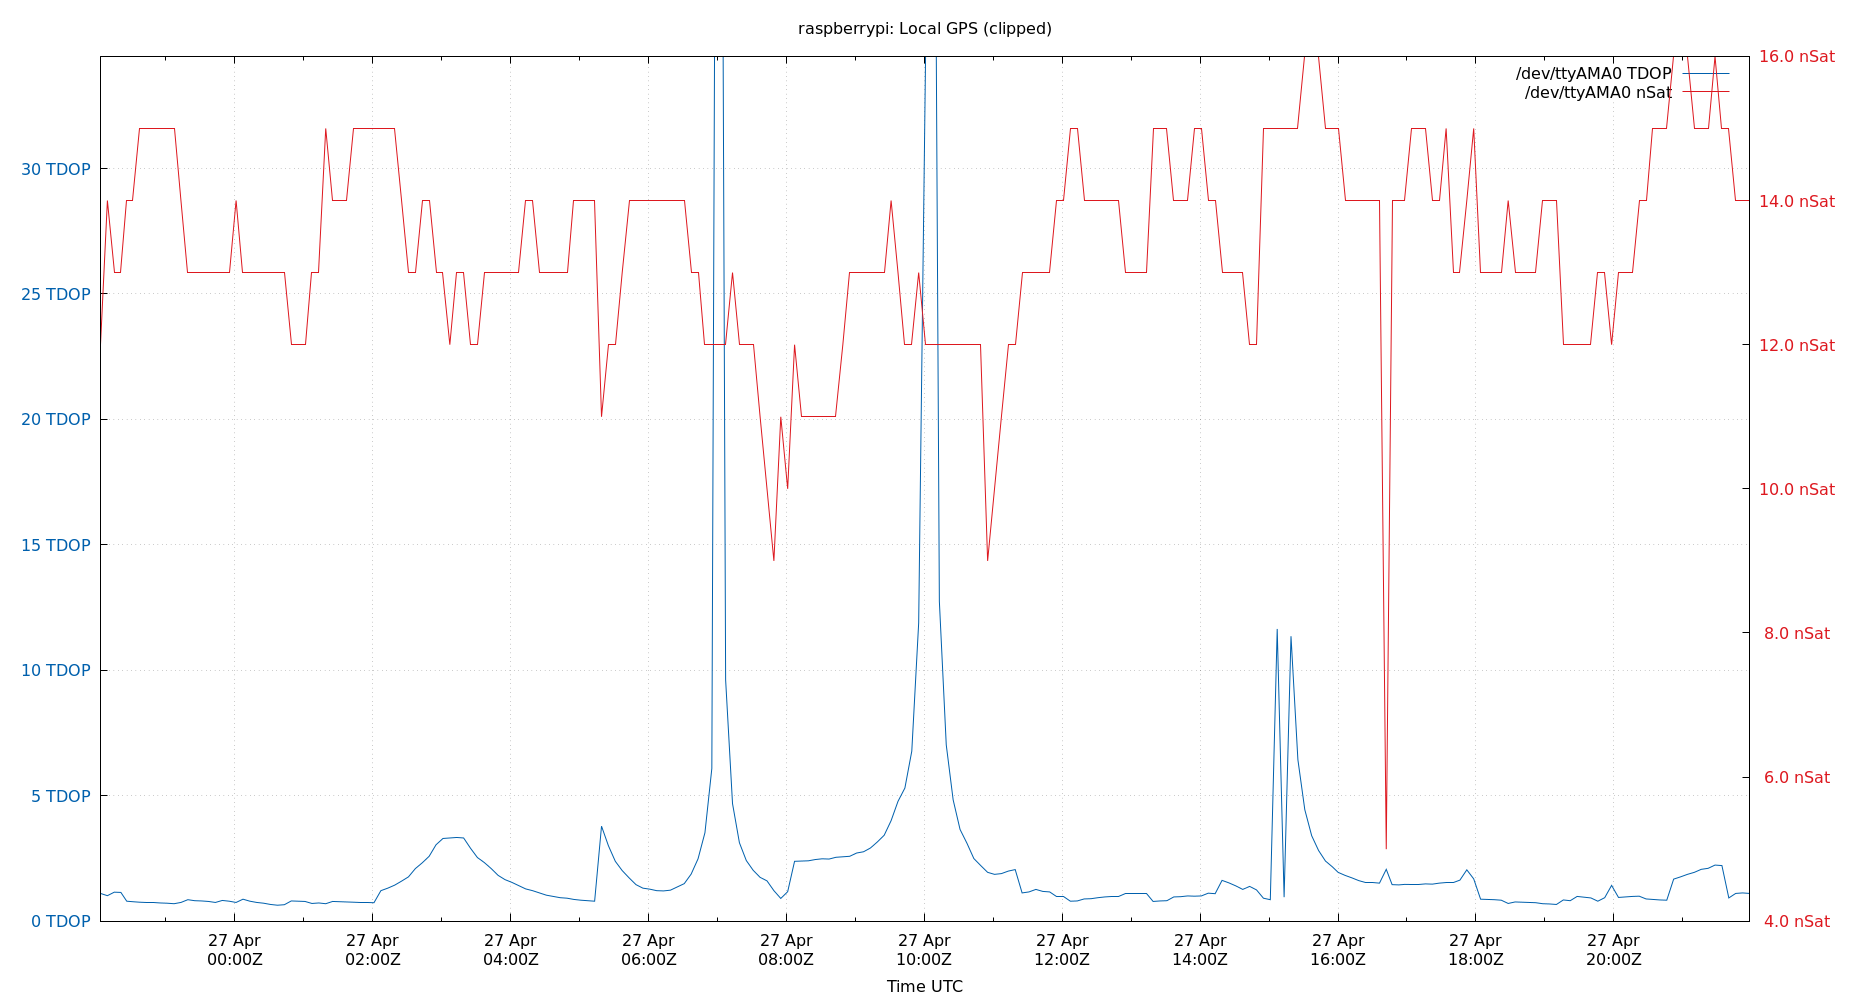 raspberrypi: Local GPS (clipped)
/dev/ttyAMA0 TDOP
/dev/ttyAMA0 nSat
30 TDOP
25 TDOP
20 TDOP
15 TDOP
10 TDOP
5 TDOP
0 TDOP
16.0 nSat
14.0 nSat
12.0 nSat
10.0 nSat
8.0 nSat
6.0 nSat
4.0 nSat
27 Apr 27 Apr 27 Apr 27 Apr 27 Apr 27 Apr 27 Apr 27 Apr 27 Apr 27 Apr 27 Apr
00:00Z 02:00Z 04:00Z 06:00Z 08:00Z 10:00Z 12:00Z 14:00Z 16:00Z 18:00Z 20:00Z
Time UTC